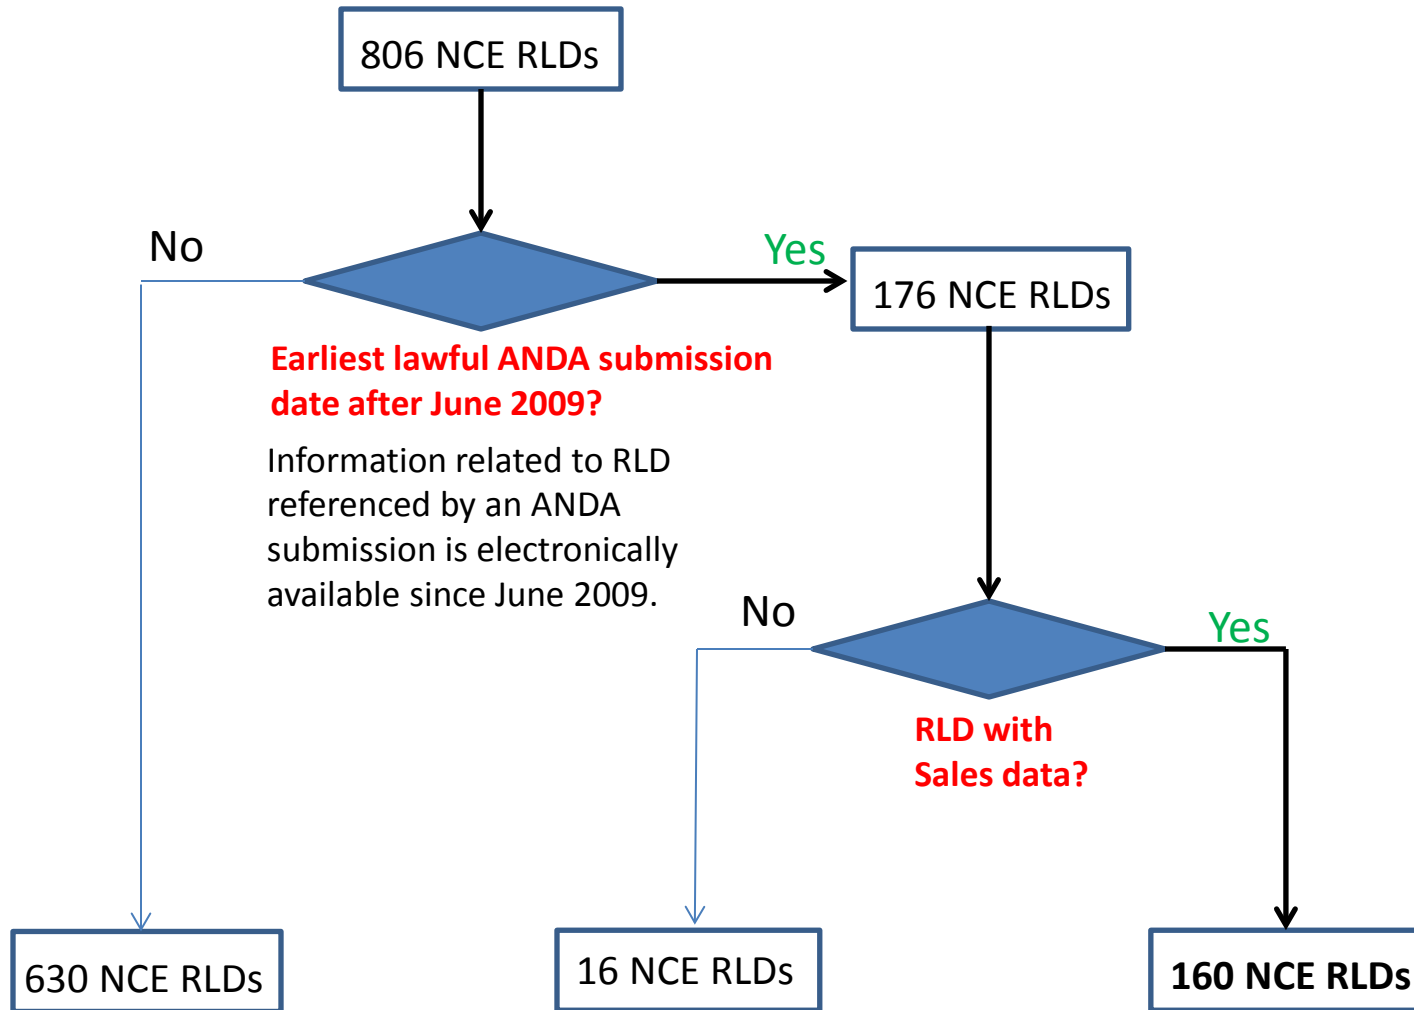 806 NCE RLDs
No
Yes
176 NCE RLDs
Earliest lawful ANDA submission
date after June 2009?
Information related to RLD
referenced by an ANDA
submission is electronically
available since June 2009.
No
Yes
RLD with
Sales data?
630 NCE RLDs
16 NCE RLDs
160 NCE RLDs